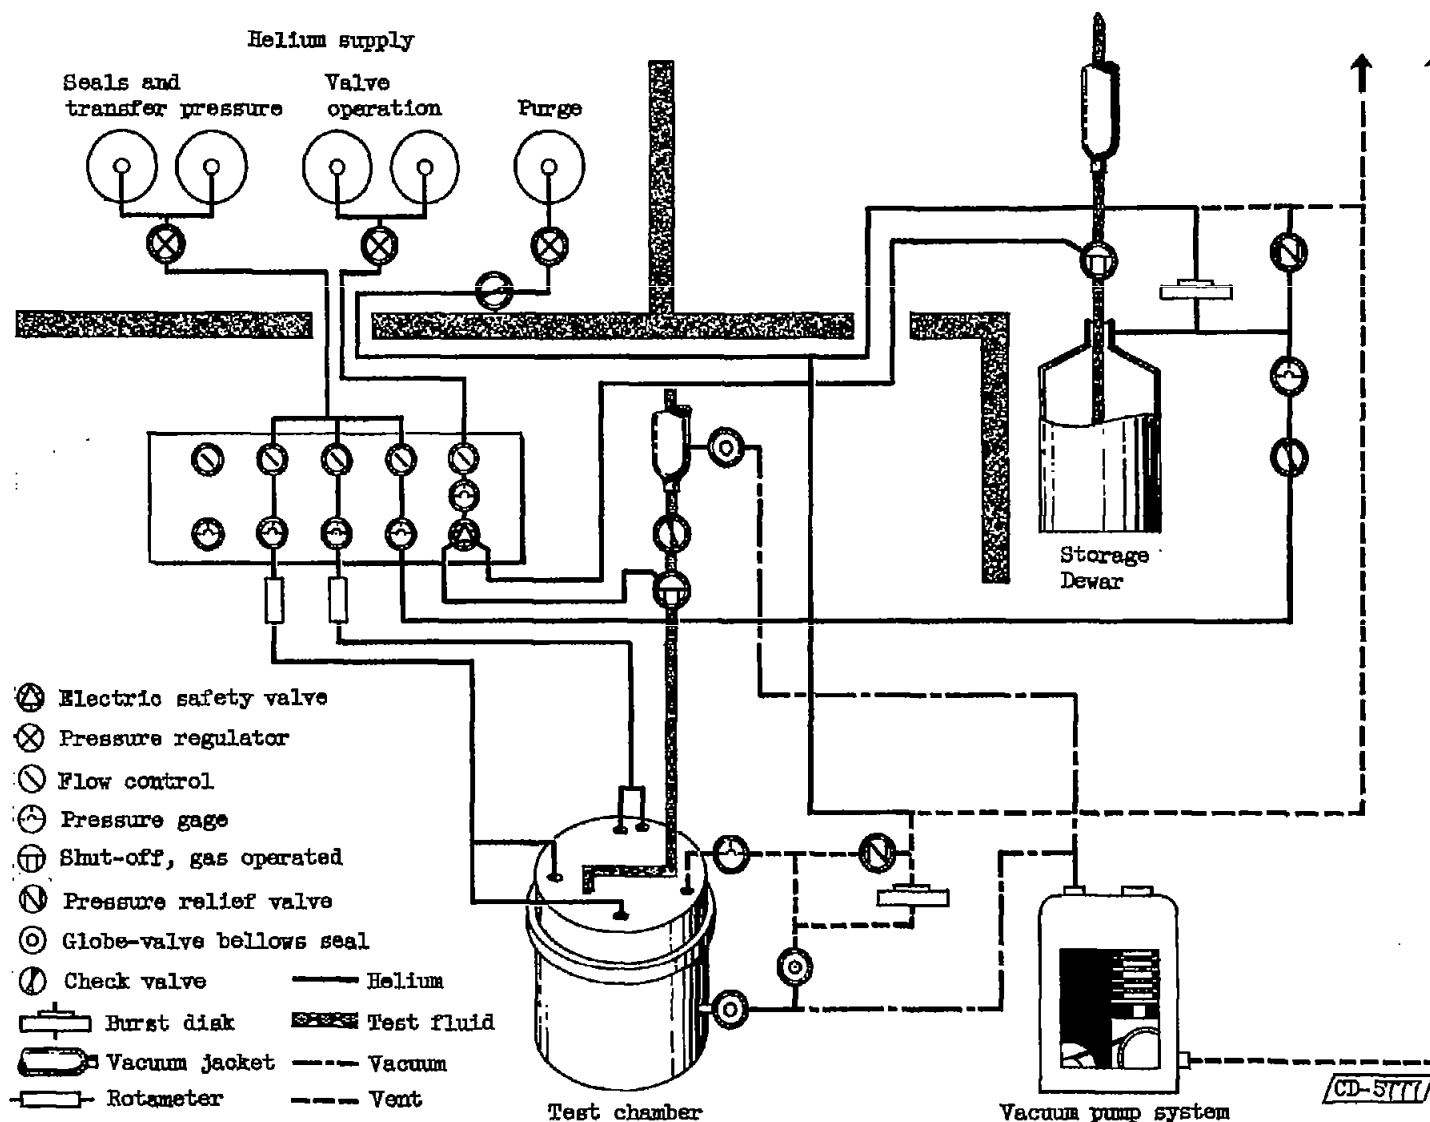 Helium supply
Seals and
transfer pressure
Valve
operation
Purge
Storage
Dewar
Electric safety valve
Pressure regulator
Flow control
Pressure gage
Shut-off, gas operated
Pressure relief valve
Globe-valve bellows seal
Check valve
Helium
Burst disk
Test fluid
Vacuum jacket
Vacuum
Rotameter
Vent
Test chamber
Vacuum pump system
CD-5777